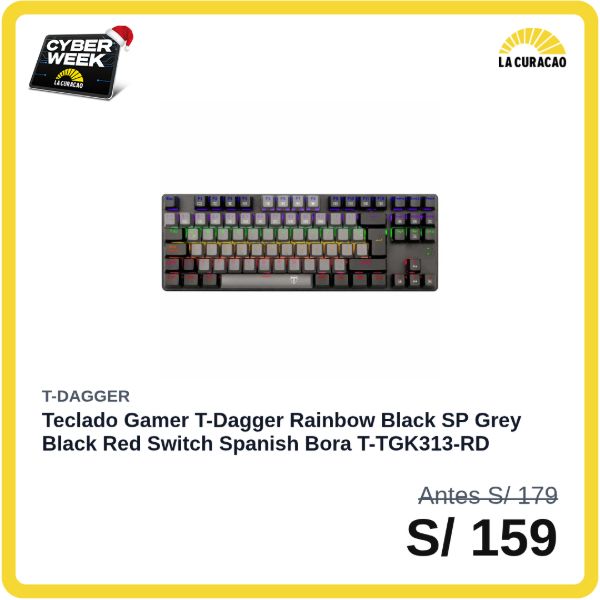 CYBER
WEEK
LA CURACAO
LA CURACAO
T-DAGGER
Teclado Gamer T-Dagger Rainbow Black SP Grey
Black Red Switch Spanish Bora T-TGK313-RD
Antes S/ 179
S/ 159